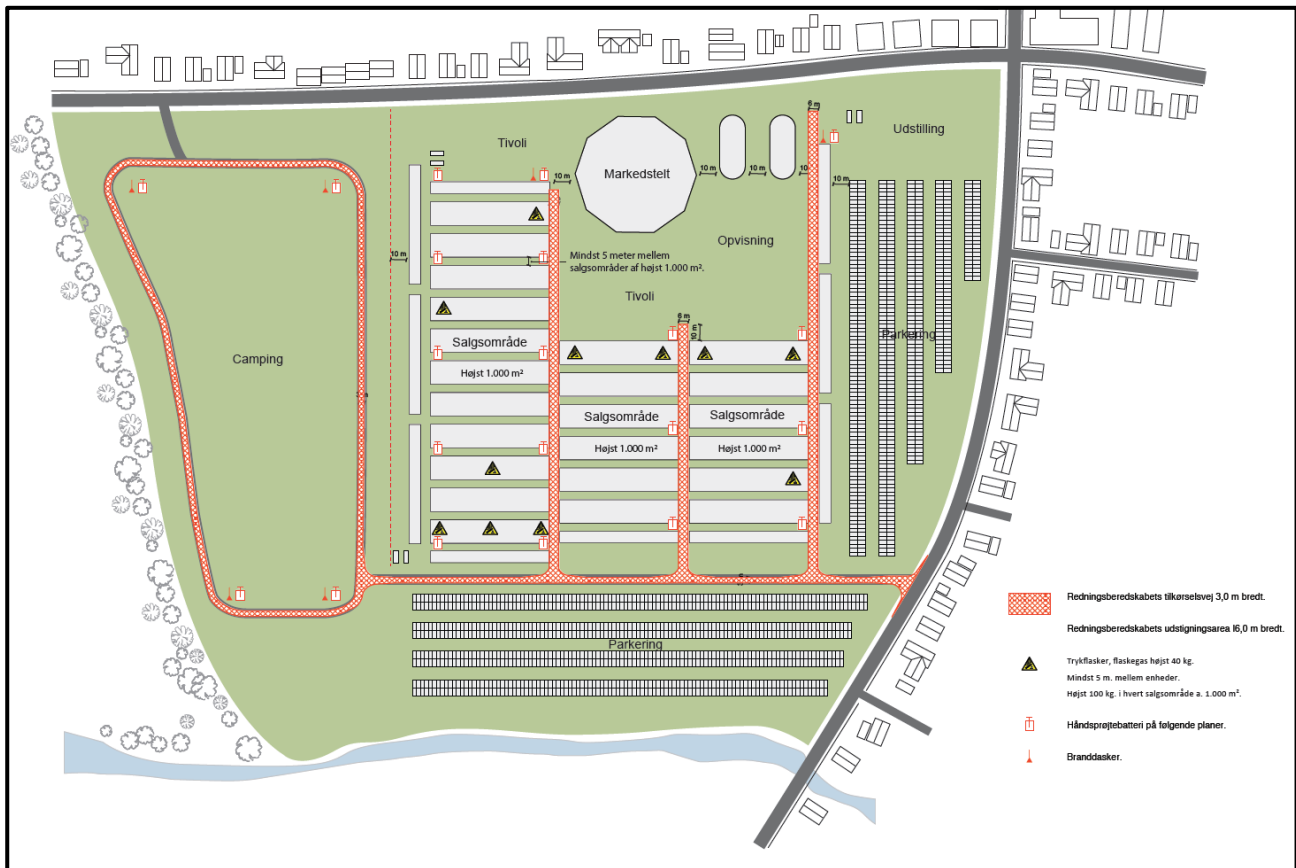 6 m
Udstilling
Tivoli
10 m
Markedstelt
10 m
10 m
10
10 m
Opvisning
10 m
Mindst 5 meter mellem
salgsområder af højst 1.000 m².
Tivoli
6 m
10 m
Parkering
Camping
Salgsområde
Højst 1.000 m²
Salgsområde
Salgsområde
Højst 1.000 m²
Højst 1.000 m²
Redningsberedskabets tilkørselsvej 3,0 m bredt.
Redningsberedskabets udstigningsarea l6,0 m bredt.
Parkering
Trykflasker, flaskegas højst 40 kg.
Mindst 5 m. mellem enheder.
Højst 100 kg. i hvert salgsområde a. 1.000 m².
Håndsprøjtebatteri på følgende planer.
Branddasker.